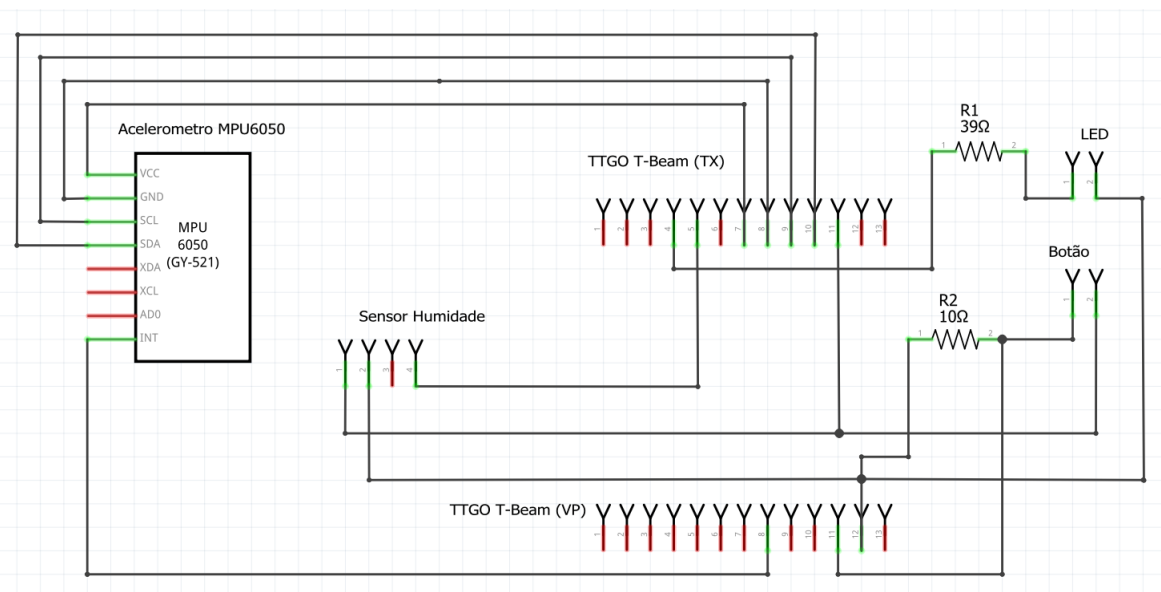 Acelerometro MPU6050
VCC
GND
SCL
SDA
XDA
XCL
AD0
INT
MPU
6050
(GY-521)
R1
39Ω
1 2
LED
1 2
TTGO T-Beam (TX)
1 2 3 4 5 6 7 8 9 10 11 12 13
Botão
1 2
R2
10Ω
1 2
Sensor Humidade
1 2 3 4
TTGO T-Beam (VP)
1 2 3 4 5 6 7 8 9 10 11 12 13